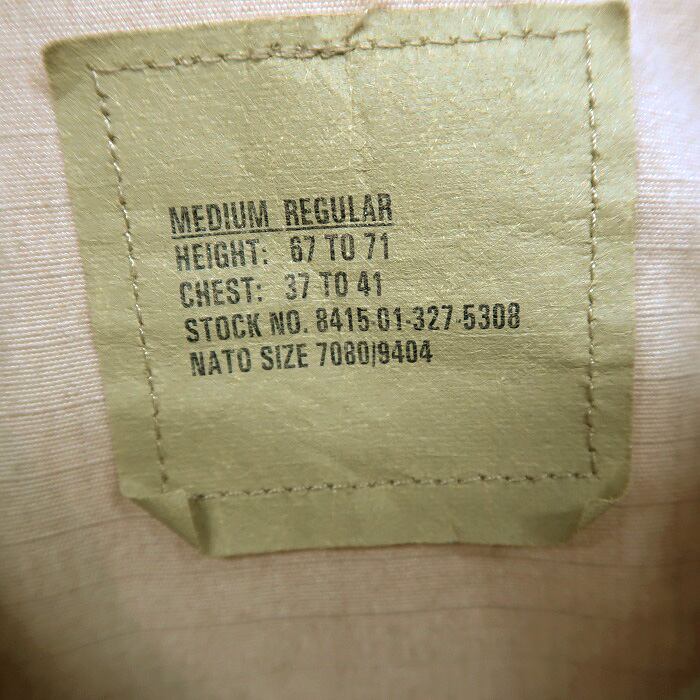 MEDIUM REGULAR
HEIGHT: 67 TO 71
CHEST: 37 TO 41
STOCK NO. 8415-01-327-5308
NATO SIZE 7080/9404